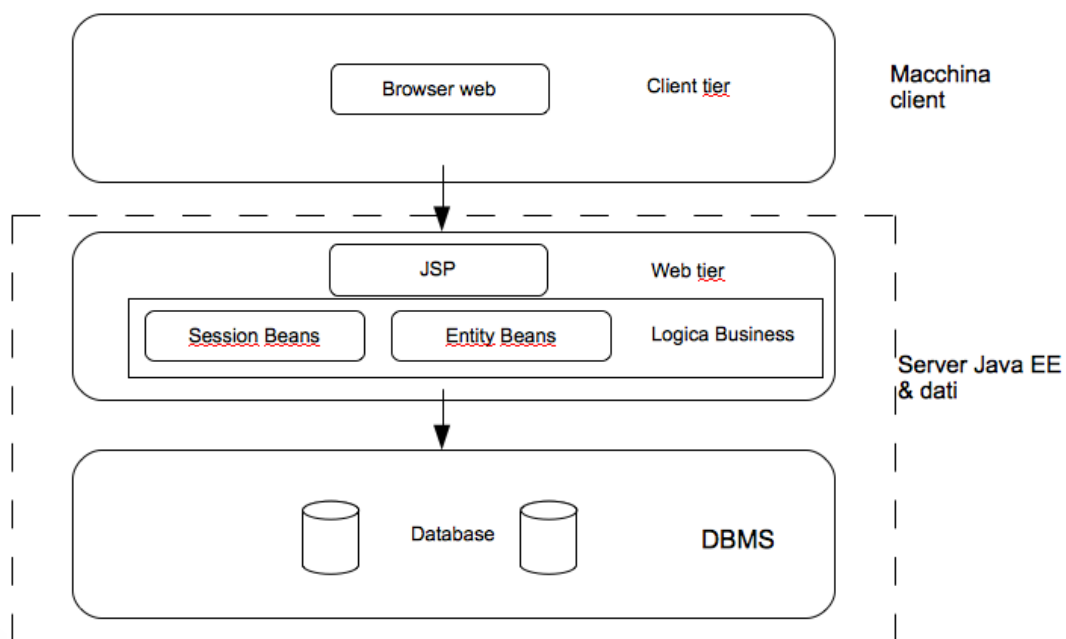 Browser web
Client tier
Macchina
client
JSP
Web tier
Session Beans
Entity Beans
Logica Business
Server Java EE
& dati
Database
DBMS